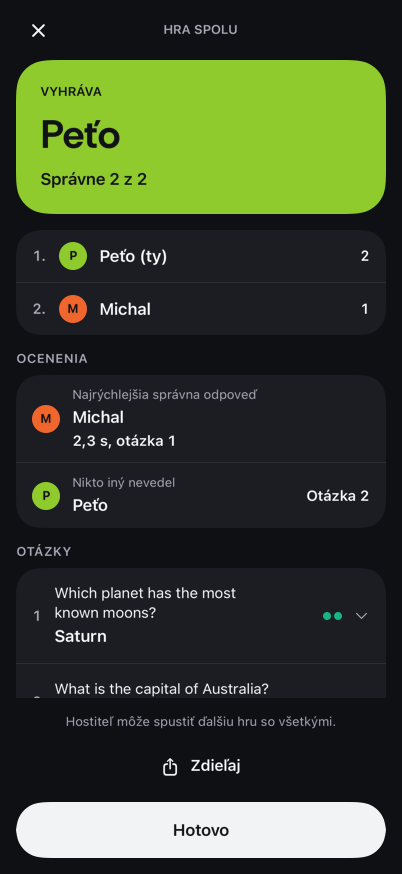 HRA SPOLU
VYHRÁVA
Peťo
Správne 2 z 2
1. P Peťo (ty) 2
2. M Michal 1
OCENENIA
Najrýchlejšia správna odpoveď
M Michal
2,3 s, otázka 1
Nikto iný nevedel
P Peťo Otázka 2
OTÁZKY
Which planet has the most
1 known moons?
Saturn
What is the capital of Australia?
Hostiteľ môže spustiť ďalšiu hru so všetkými.
Zdieľaj
Hotovo